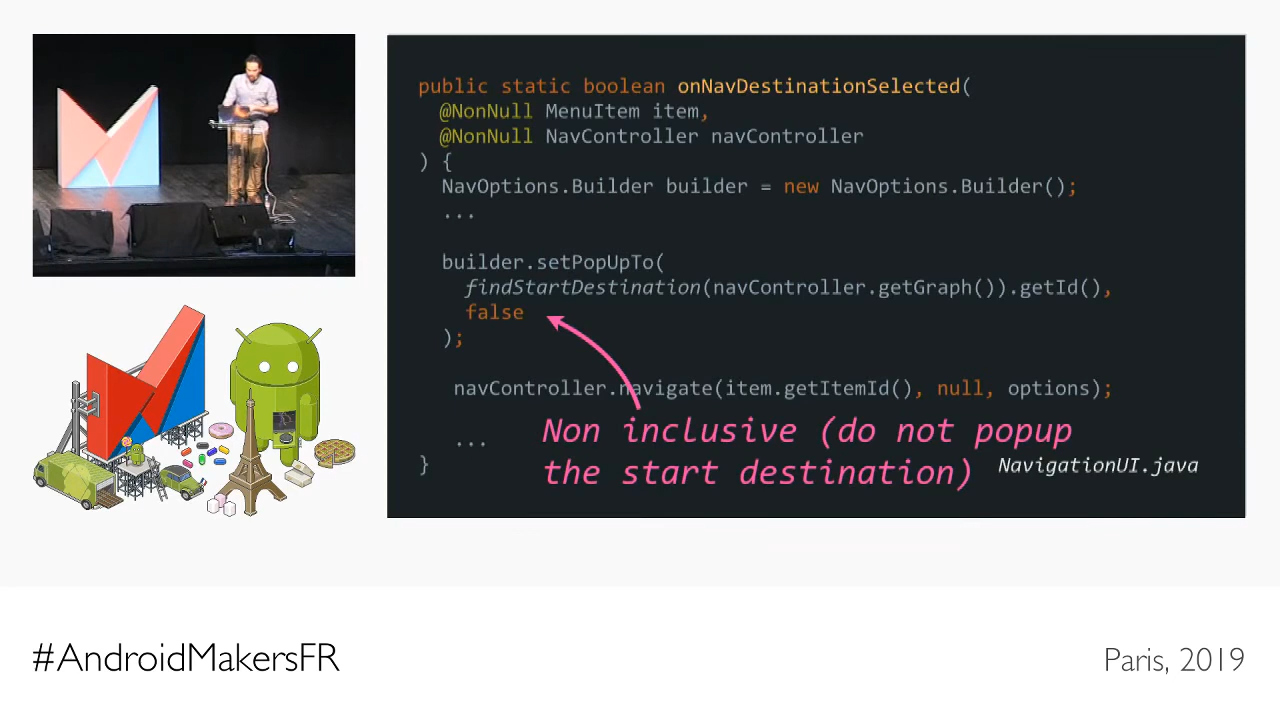 public static boolean onNavDestinationSelected(
@NonNull MenuItem item,
@NonNull NavController navController
) {
NavOptions.Builder builder = new NavOptions.Builder();
...
builder.setPopUpTo(
findStartDestination(navController.getGraph()).getId(),
false
);
navController.navigate(item.getItemId(), null, options);
...
}
Non inclusive (do not popup
the start destination)
NavigationUI.java
#AndroidMakersFR
Paris, 2019